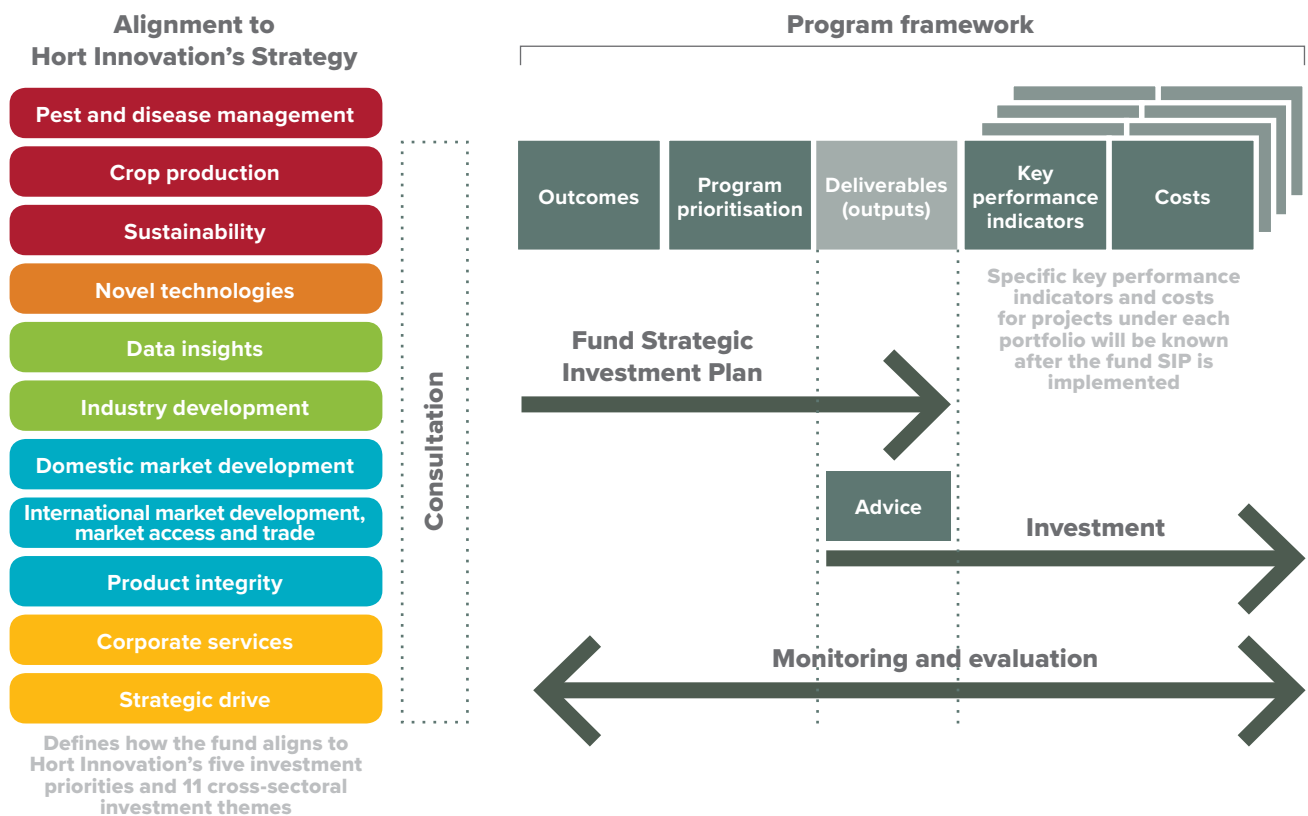 Alignment to
Hort Innovation's Strategy
Pest and disease management
Crop production
Sustainability
Novel technologies
Data insights
Industry development
Domestic market development
International market development,
market access and trade
Product integrity
Corporate services
Strategic drive
Defines how the fund aligns to
Hort Innovation's five investment
priorities and 11 cross-sectoral
investment themes
Consultation
Program framework
Outcomes
Program
prioritisation
Deliverables
(outputs)
Key
performance
indicators
Costs
Specific key performance
indicators and costs
for projects under each
portfolio will be known
after the fund SIP is
implemented
Fund Strategic
Investment Plan
Advice
Investment
Monitoring and evaluation